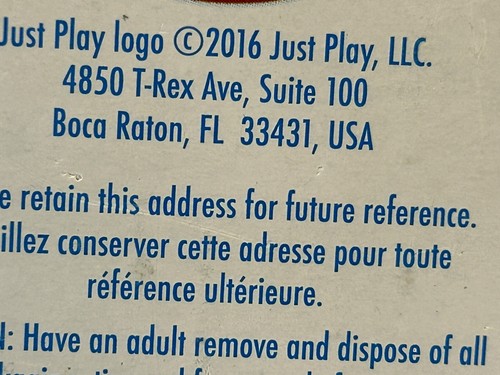 Just Play logo ©2016 Just Play, LLC.
4850 T-Rex Ave, Suite 100
Boca Raton, FL 33431, USA
e retain this address for future reference.
illez conserver cette adresse pour toute
référence ultérieure.
: Have an adult remove and dispose of all